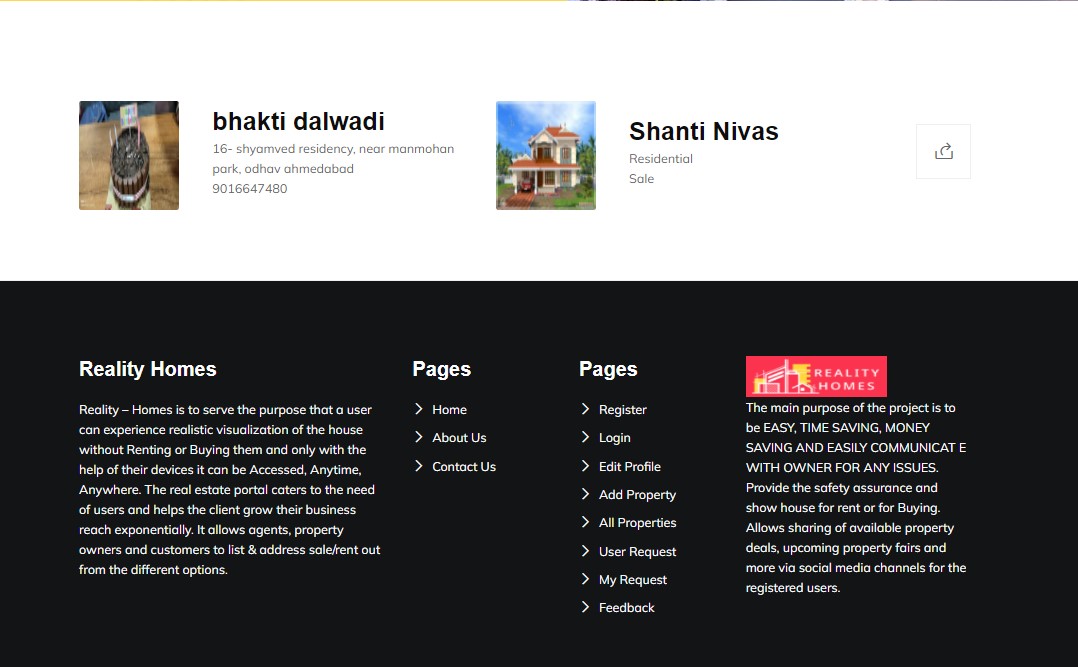 bhakti dalwadi
16- shyamved residency, near manmohan
park, odhav ahmedabad
9016647480
Shanti Nivas
Residential
Sale
Reality Homes
Reality – Homes is to serve the purpose that a user
can experience realistic visualization of the house
without Renting or Buying them and only with the
help of their devices it can be Accessed, Anytime,
Anywhere. The real estate portal caters to the need
of users and helps the client grow their business
reach exponentially. It allows agents, property
owners and customers to list & address sale/rent out
from the different options.
Pages
Home
About Us
Contact Us
Pages
Register
Login
Edit Profile
Add Property
All Properties
User Request
My Request
Feedback
REALITY
HOMES
The main purpose of the project is to
be EASY, TIME SAVING, MONEY
SAVING AND EASILY COMMUNICAT E
WITH OWNER FOR ANY ISSUES.
Provide the safety assurance and
show house for rent or for Buying.
Allows sharing of available property
deals, upcoming property fairs and
more via social media channels for the
registered users.